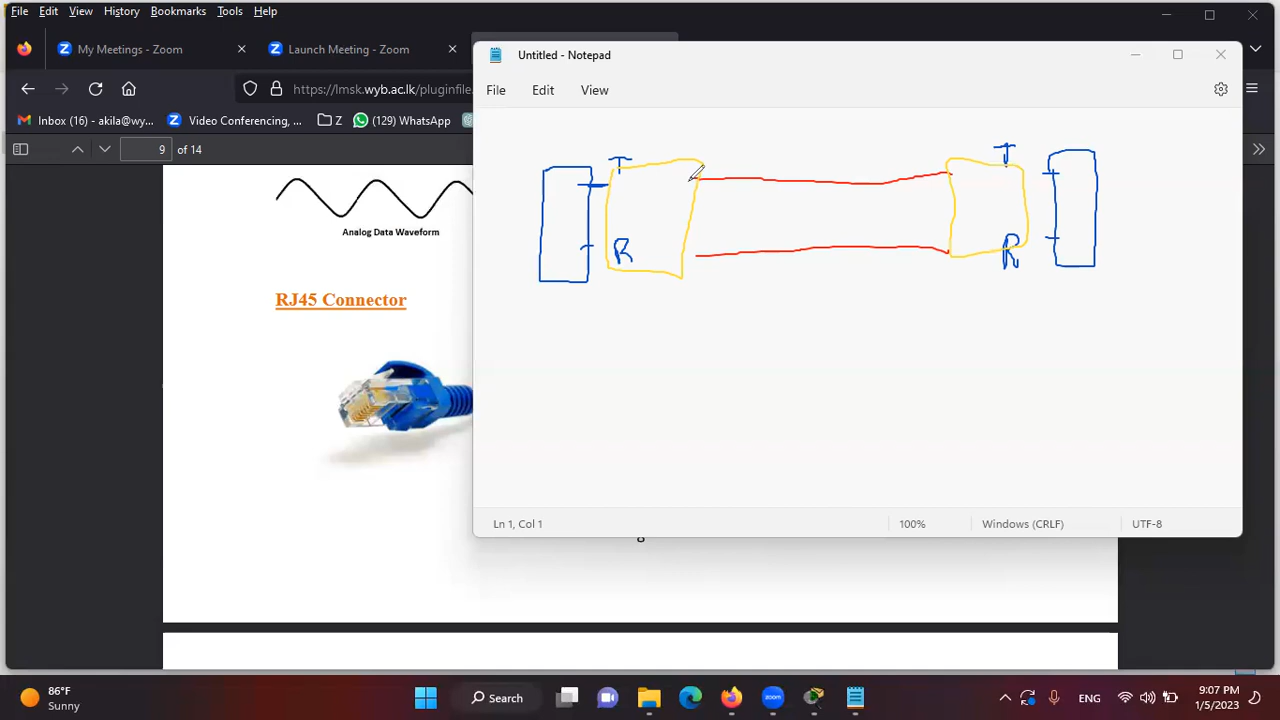 File Edit View History Bookmarks Tools Help
My Meetings - Zoom
Launch Meeting - Zoom
https://lmsk.wyb.ac.lk/pluginfile.
Inbox (16) - akila@wy...
Video Conferencing, ...
Z
(129) WhatsApp
9 of 14
Analog Data Waveform
RJ45 Connector
Untitled - Notepad
File Edit View
T
T
R
R
Ln 1, Col 1
100%
Windows (CRLF)
UTF-8
86°F
Sunny
Search
zoom
ENG
9:07 PM
1/5/2023